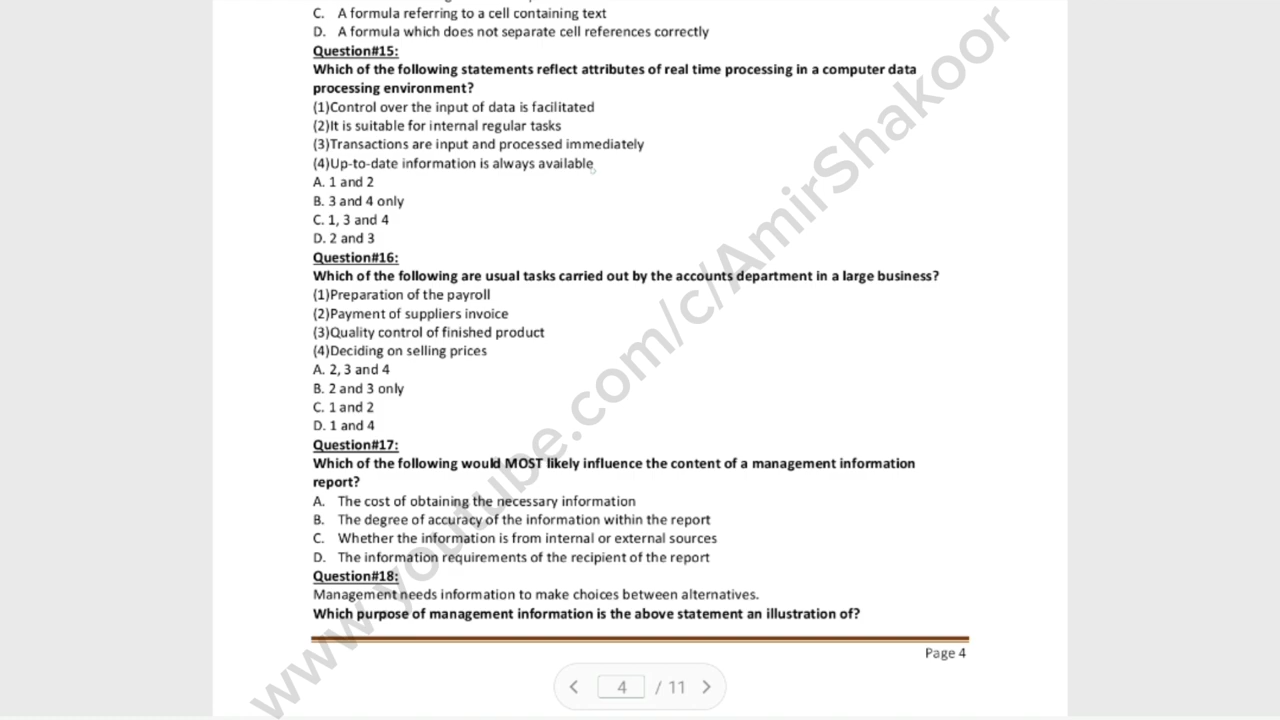 C. A formula referring to a cell containing text
D. A formula which does not separate cell references correctly
Question#15:
Which of the following statements reflect attributes of real time processing in a computer data
processing environment?
(1)Control over the input of data is facilitated
(2)It is suitable for internal regular tasks
(3)Transactions are input and processed immediately
(4)Up-to-date information is always available
A. 1 and 2
B. 3 and 4 only
C. 1, 3 and 4
D. 2 and 3
Question#16:
Which of the following are usual tasks carried out by the accounts department in a large business?
(1)Preparation of the payroll
(2)Payment of suppliers invoice
(3)Quality control of finished product
(4)Deciding on selling prices
A. 2, 3 and 4
B. 2 and 3 only
C. 1 and 2
D. 1 and 4
Question#17:
Which of the following would MOST likely influence the content of a management information
report?
A. The cost of obtaining the necessary information
B. The degree of accuracy of the information within the report
C. Whether the information is from internal or external sources
D. The information requirements of the recipient of the report
Question#18:
Management needs information to make choices between alternatives.
Which purpose of management information is the above statement an illustration of?
Page 4
4 / 11
www.youtube.com/c/AmirShakoor